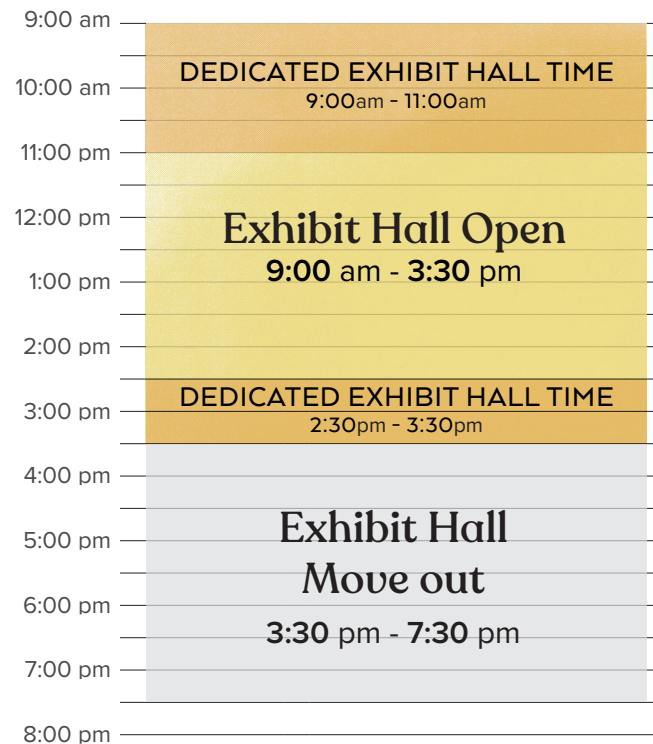 9:00 am
DEDICATED EXHIBIT HALL TIME
10:00 am
9:00am - 11:00am
11:00 pm
12:00 pm
Exhibit Hall Open
9:00 am - 3:30 pm
1:00 pm
2:00 pm
DEDICATED EXHIBIT HALL TIME
3:00 pm
2:30pm - 3:30pm
4:00 pm
Exhibit Hall
5:00 pm
Move out
6:00 pm
3:30 pm - 7:30 pm
7:00 pm
8:00 pm